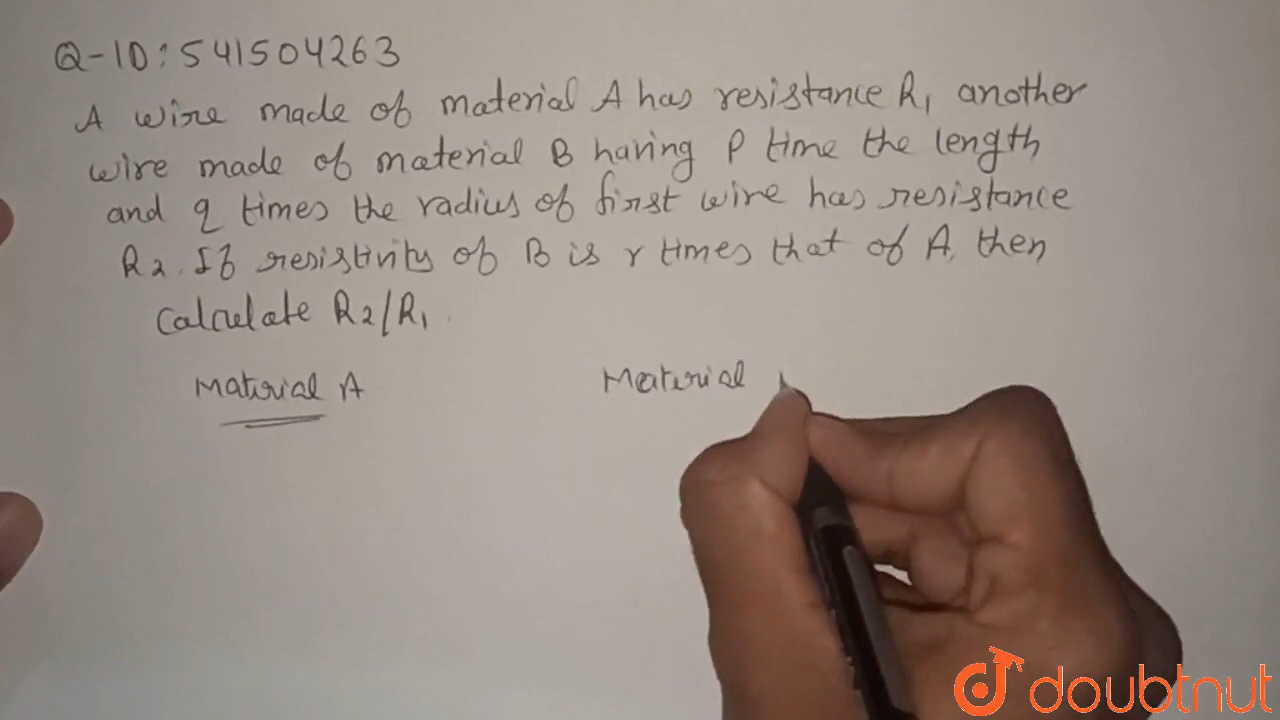 Q-ID: 541504263
A wire made of material A has resistance R1 another
wire made of material B having P time the length
and q times the radius of first wire has resistance
R2. If resistivity of B is r times that of A, then
calculate R2/R1.
Material A
Material
doubtnut